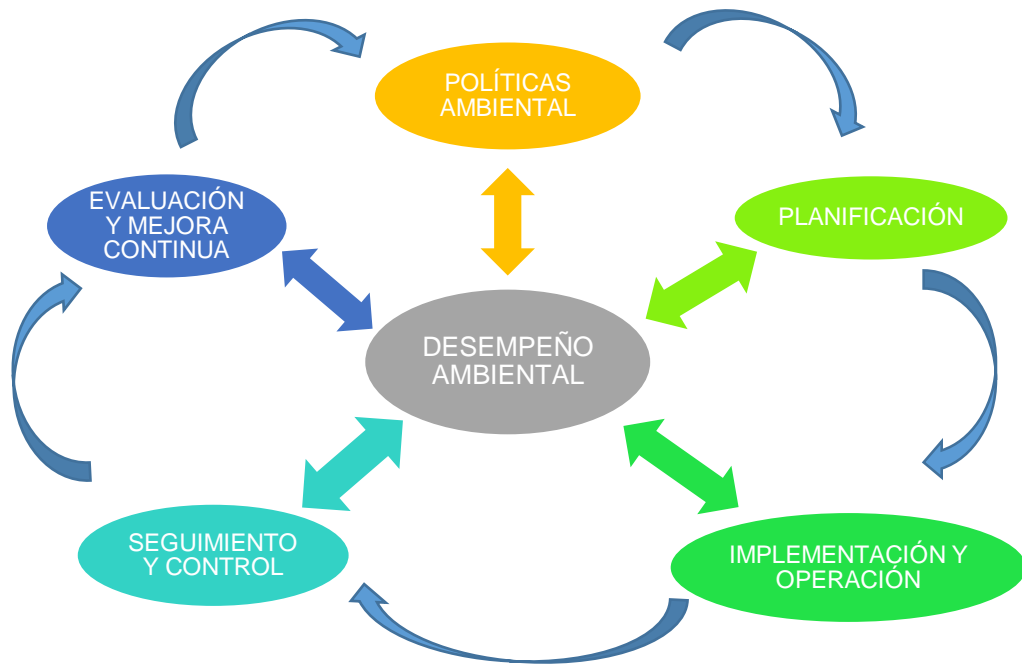 POLÍTICAS
AMBIENTAL
PLANIFICACIÓN
EVALUACIÓN
Y MEJORA
CONTINUA
DESEMPEÑO
AMBIENTAL
SEGUIMIENTO
Y CONTROL
IMPLEMENTACIÓN Y
OPERACIÓN